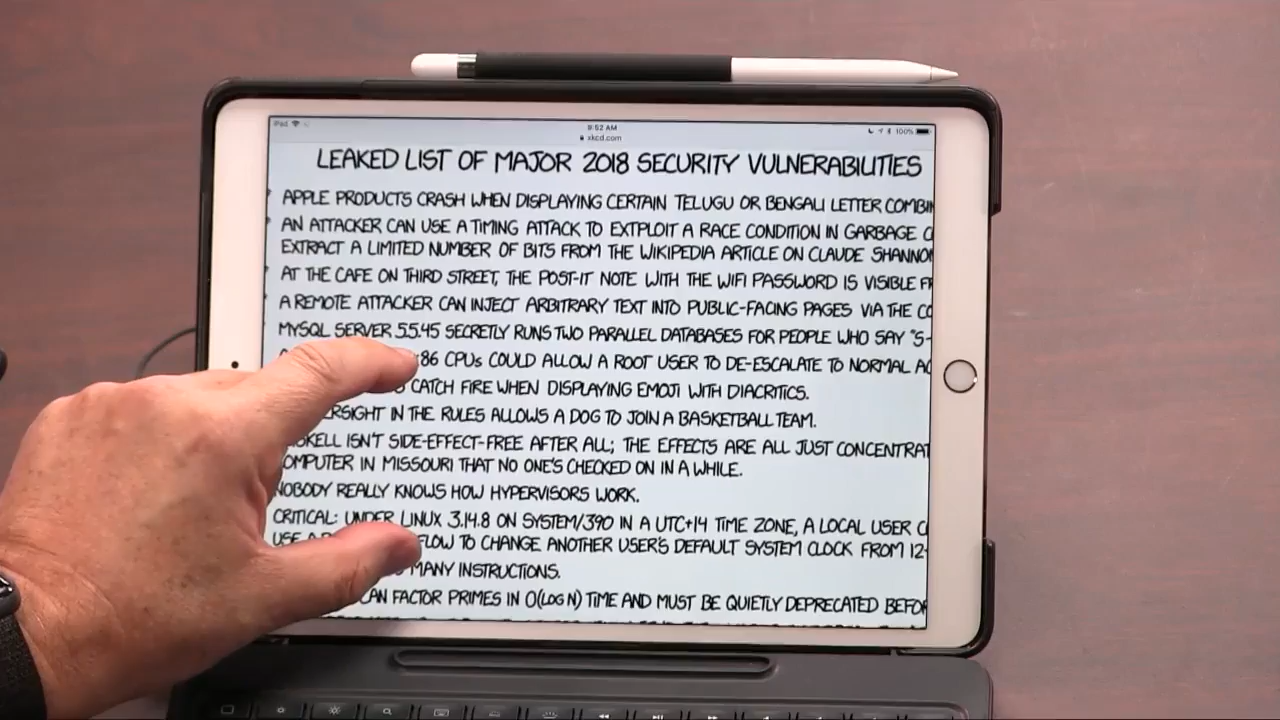 iPad
9:52 AM
100%
xkcd.com
LEAKED LIST OF MAJOR 2018 SECURITY VULNERABILITIES
APPLE PRODUCTS CRASH WHEN DISPLAYING CERTAIN TELUGU OR BENGALI LETTER COMBIN
AN ATTACKER CAN USE A TIMING ATTACK TO EXTPLOIT A RACE CONDITION IN GARBAGE C
EXTRACT A LIMITED NUMBER OF BITS FROM THE WIKIPEDIA ARTICLE ON CLAUDE SHANNON
AT THE CAFE ON THIRD STREET, THE POST-IT NOTE WITH THE WIFI PASSWORD IS VISIBLE FR
A REMOTE ATTACKER CAN INJECT ARBITRARY TEXT INTO PUBLIC-FACING PAGES VIA THE CO
MYSQL SERVER 5.5.45 SECRETLY RUNS TWO PARALLEL DATABASES FOR PEOPLE WHO SAY "S-
86 CPUs COULD ALLOW A ROOT USER TO DE-ESCALATE TO NORMAL AC
CATCH FIRE WHEN DISPLAYING EMOJI WITH DIACRITICS.
ERSIGHT IN THE RULES ALLOWS A DOG TO JOIN A BASKETBALL TEAM.
SKELL ISN'T SIDE-EFFECT-FREE AFTER ALL; THE EFFECTS ARE ALL JUST CONCENTRAT
OMPUTER IN MISSOURI THAT NO ONE'S CHECKED ON IN A WHILE.
NOBODY REALLY KNOWS HOW HYPERVISORS WORK.
CRITICAL: UNDER LINUX 3.14.8 ON SYSTEM/390 IN A UTC+14 TIME ZONE, A LOCAL USER C
USE A FLOW TO CHANGE ANOTHER USER'S DEFAULT SYSTEM CLOCK FROM 12-
MANY INSTRUCTIONS.
CAN FACTOR PRIMES IN O(LOG N) TIME AND MUST BE QUIETLY DEPRECATED BEFOR